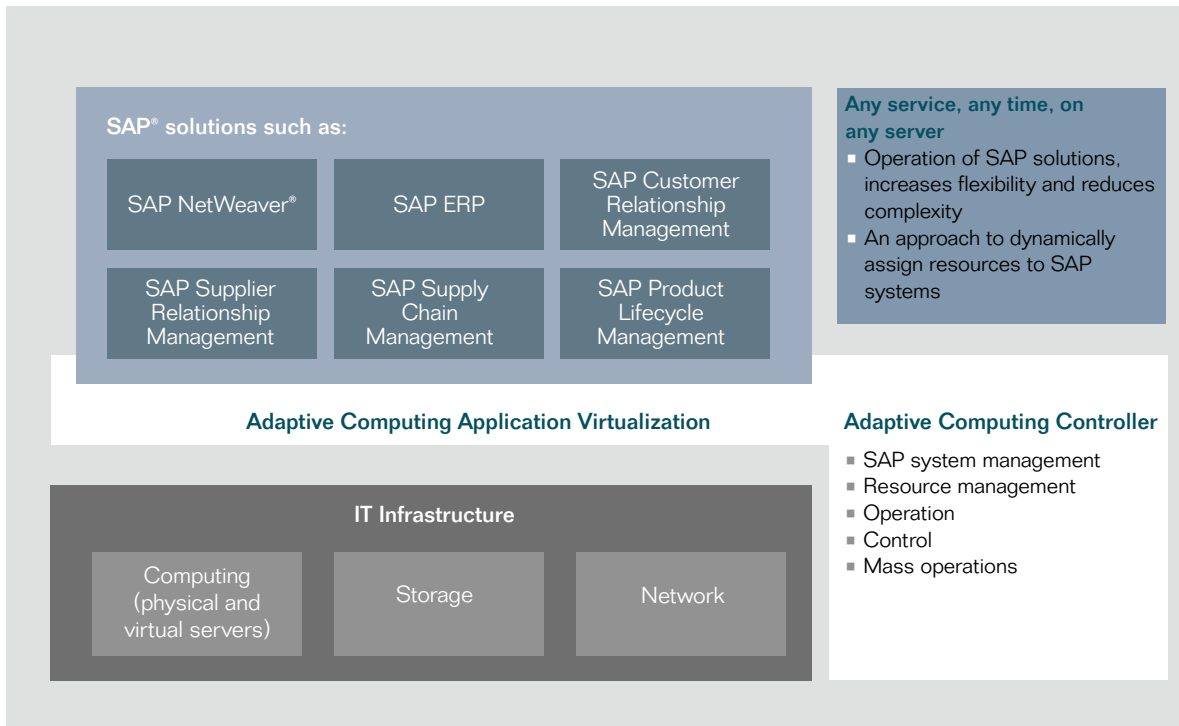 SAP® solutions such as:
SAP NetWeaver®
SAP ERP
SAP Customer
Relationship
Management
SAP Supplier
Relationship
Management
SAP Supply
Chain
Management
SAP Product
Lifecycle
Management
Any service, any time, on
any server
Operation of SAP solutions,
increases flexibility and reduces
complexity
An approach to dynamically
assign resources to SAP
systems
Adaptive Computing Application Virtualization
Adaptive Computing Controller
SAP system management
Resource management
Operation
Control
Mass operations
IT Infrastructure
Computing
(physical and
virtual servers)
Storage
Network